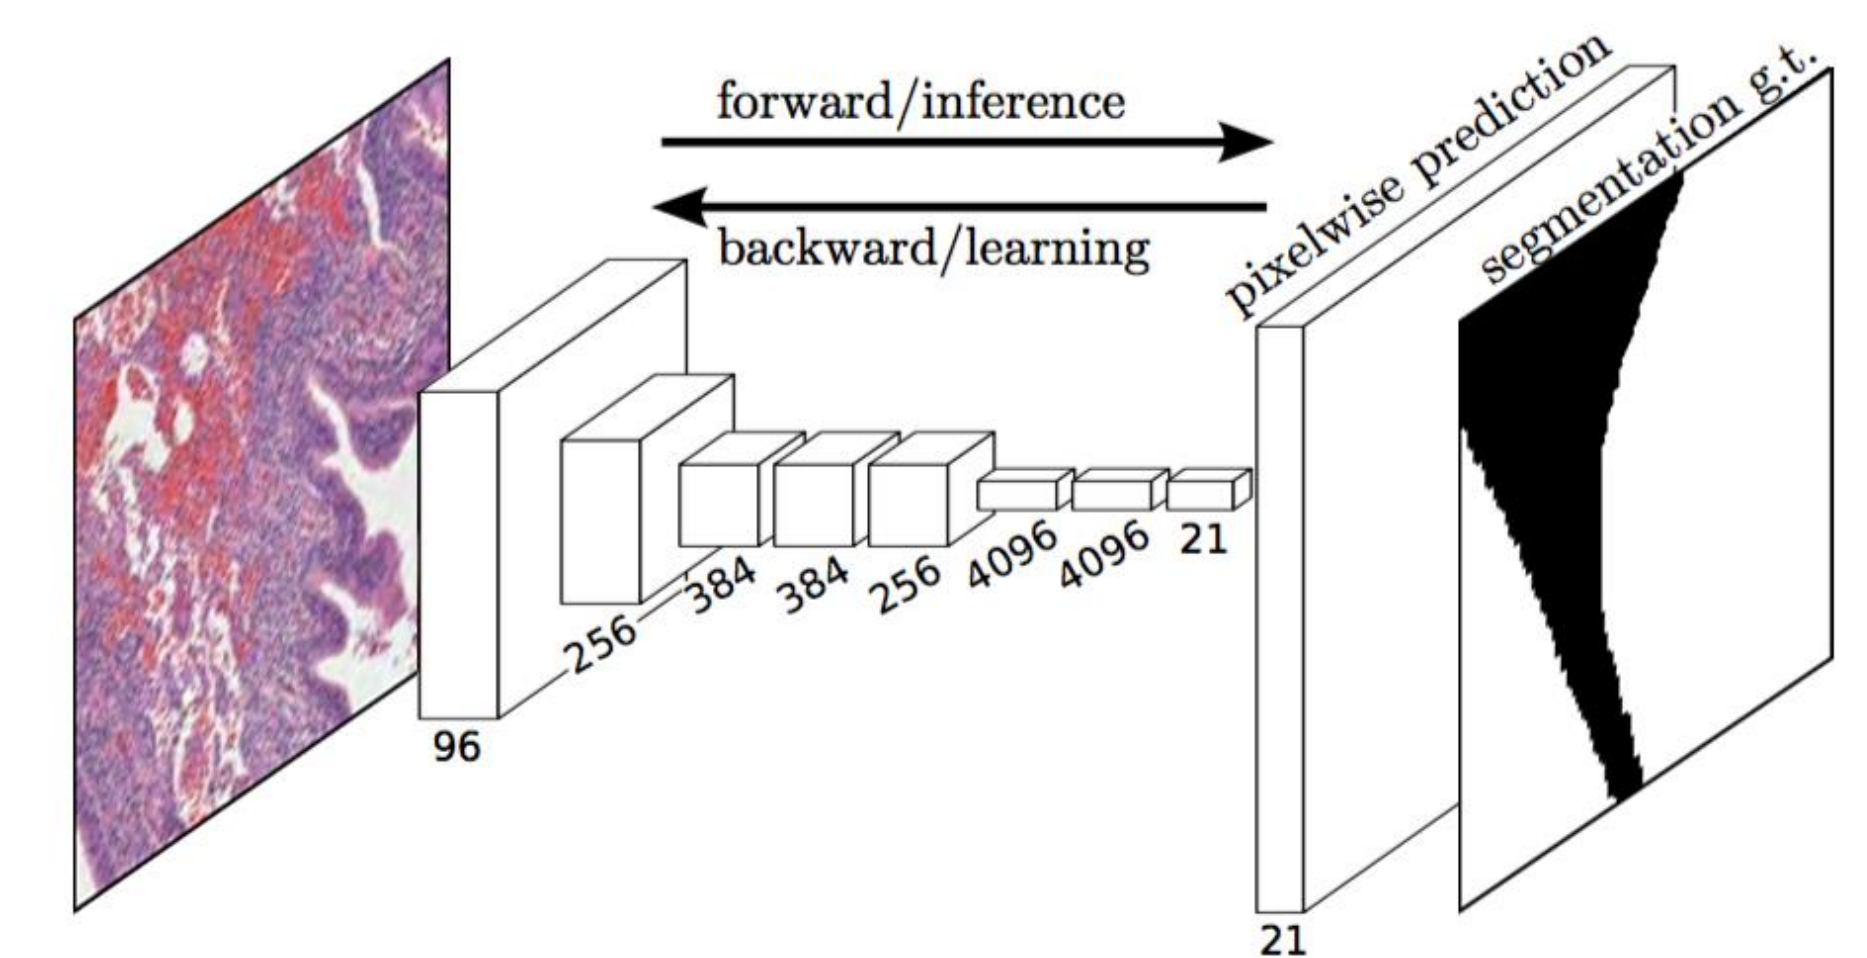 forward/inference
backward/learning
pixelwise prediction
segmentation g.t.
96
256
384
384
256
4096
4096
21
21